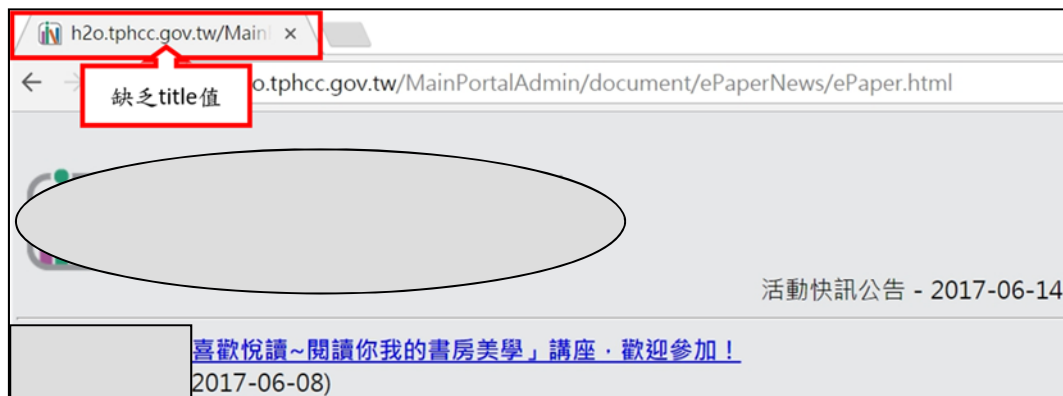 h2o.tphcc.gov.tw/Main
缺乏title值
o.tphcc.gov.tw/MainPortalAdmin/document/ePaperNews/ePaper.html
活動快訊公告 - 2017-06-14
喜歡悅讀~閱讀你我的書房美學」講座，歡迎參加！
2017-06-08)